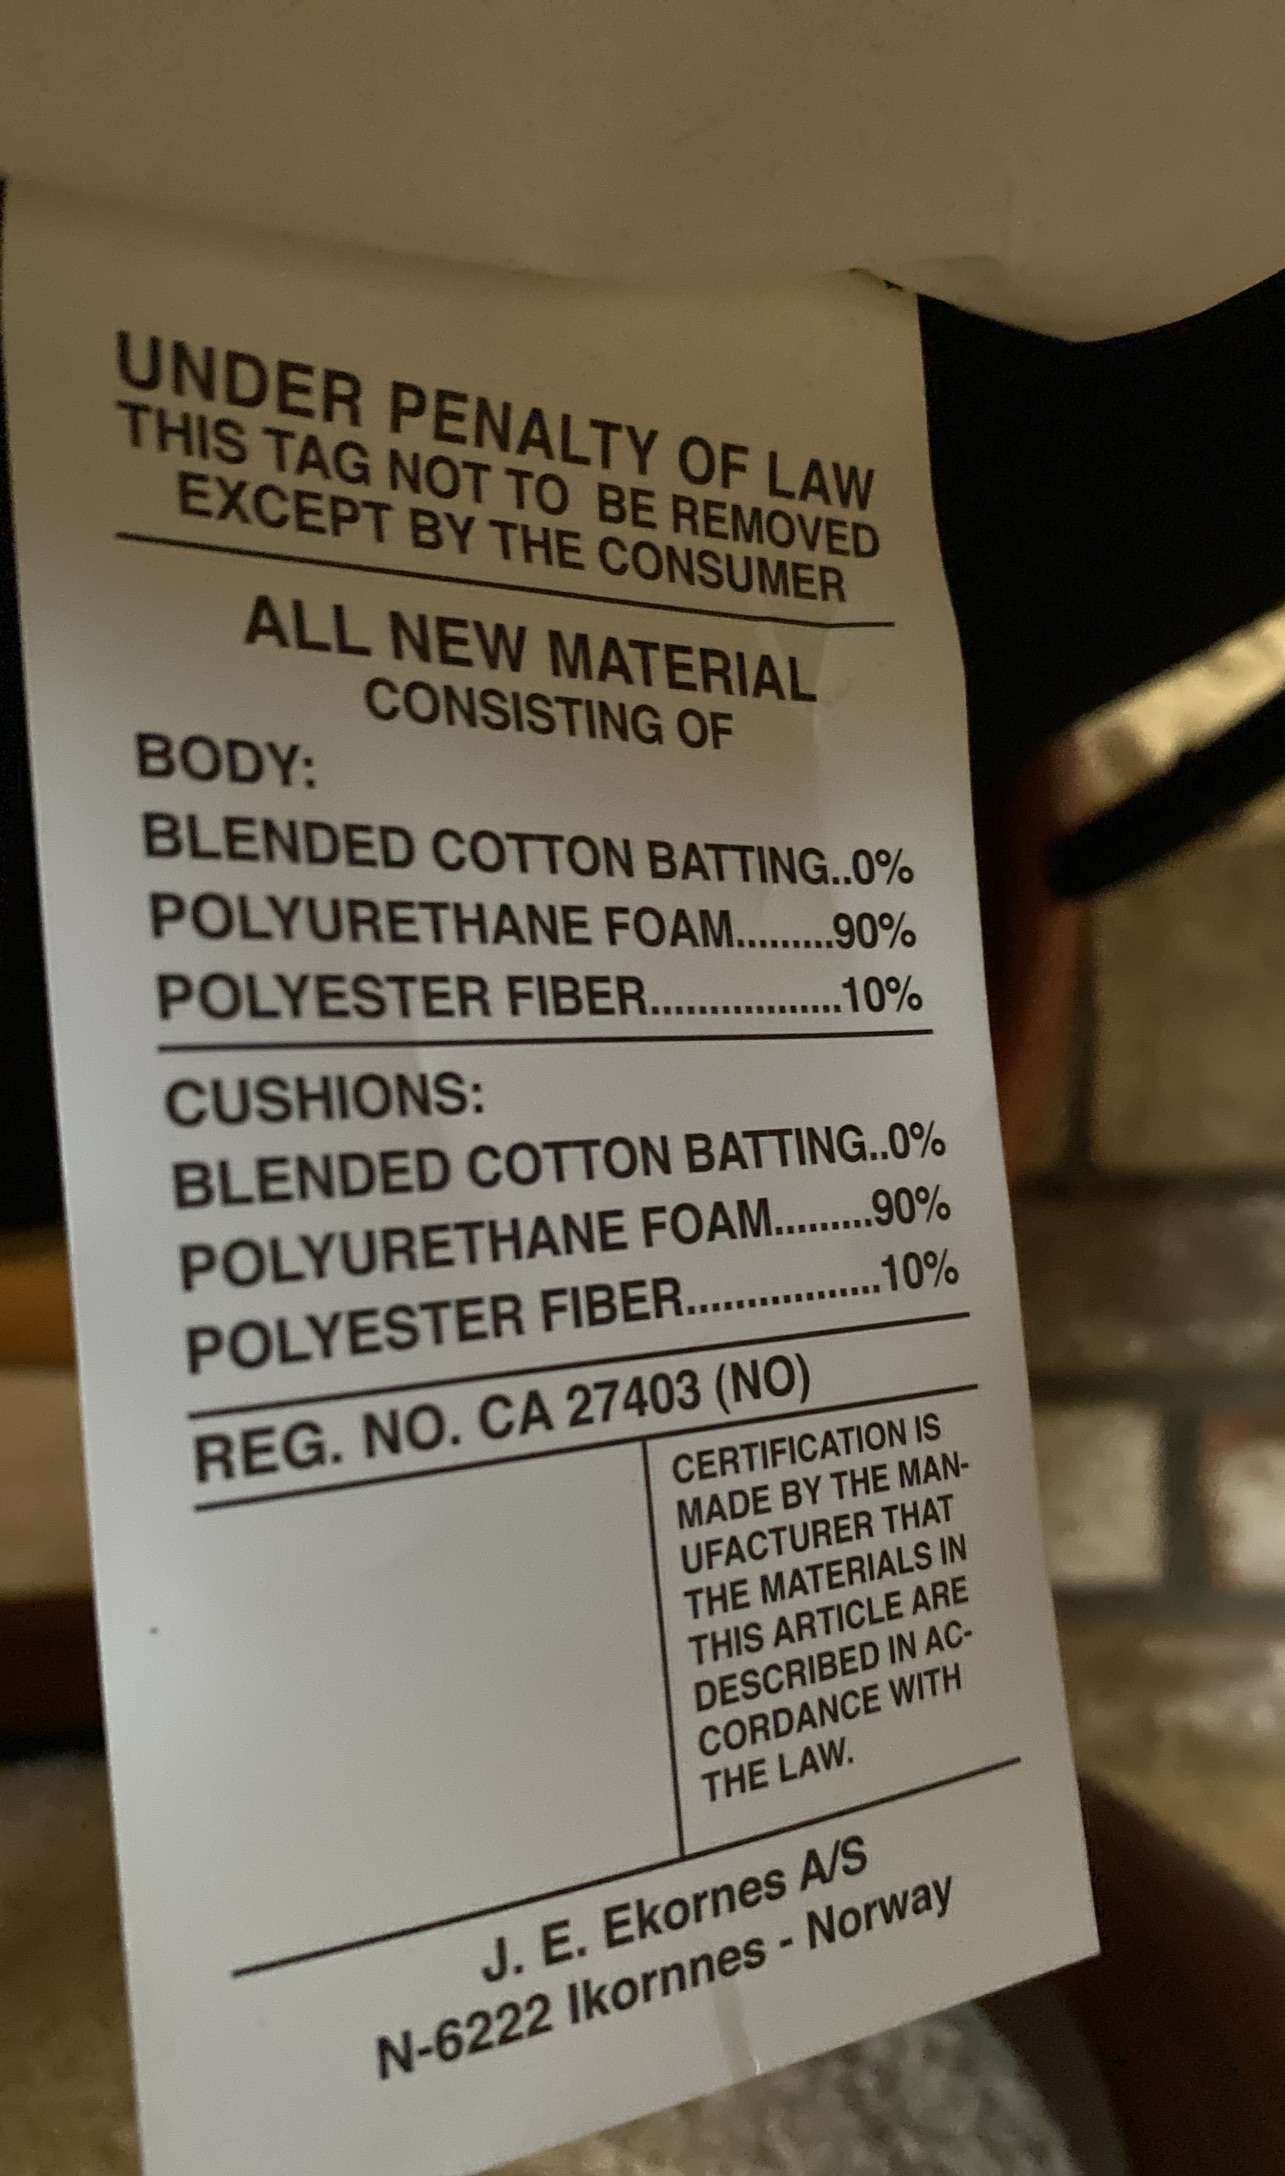 UNDER PENALTY OF LAW
THIS TAG NOT TO BE REMOVED
EXCEPT BY THE CONSUMER
ALL NEW MATERIAL
CONSISTING OF
BODY:
BLENDED COTTON BATTING..0%
POLYURETHANE FOAM.........90%
POLYESTER FIBER.................10%
CUSHIONS:
BLENDED COTTON BATTING..0%
POLYURETHANE FOAM.........90%
POLYESTER FIBER.................10%
REG. NO. CA 27403 (NO)
CERTIFICATION IS
MADE BY THE MAN-
UFACTURER THAT
THE MATERIALS IN
THIS ARTICLE ARE
DESCRIBED IN AC-
CORDANCE WITH
THE LAW.
J. E. Ekornes A/S
N-6222 Ikornnes - Norway